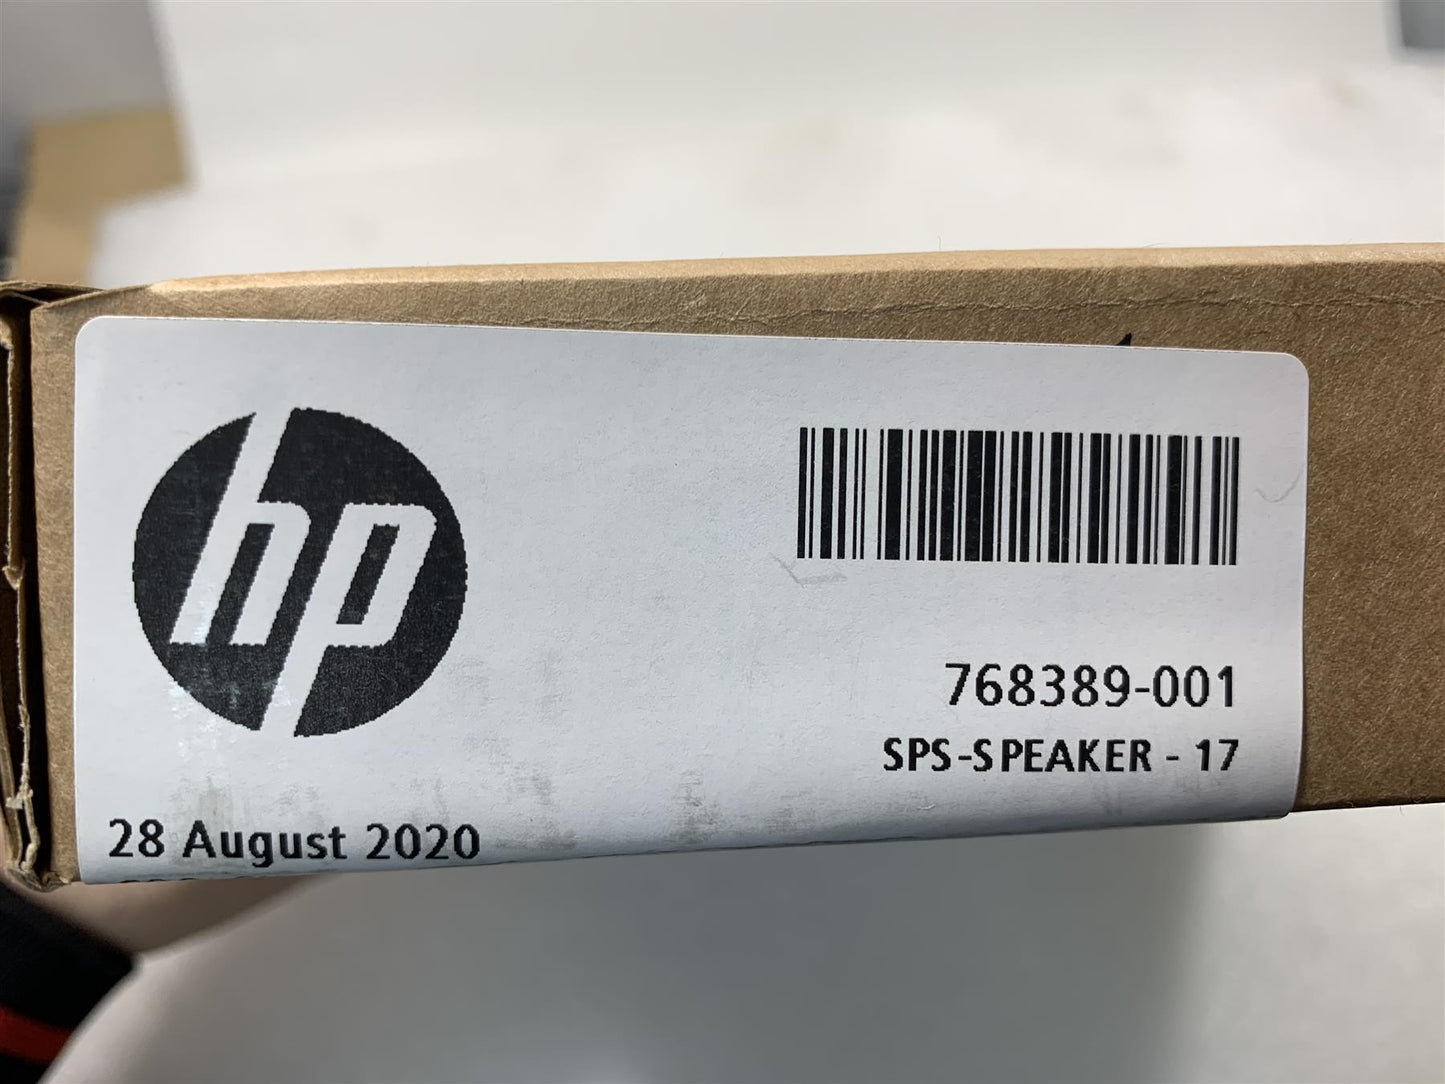 hp
768389-001
SPS-SPEAKER - 17
28 August 2020